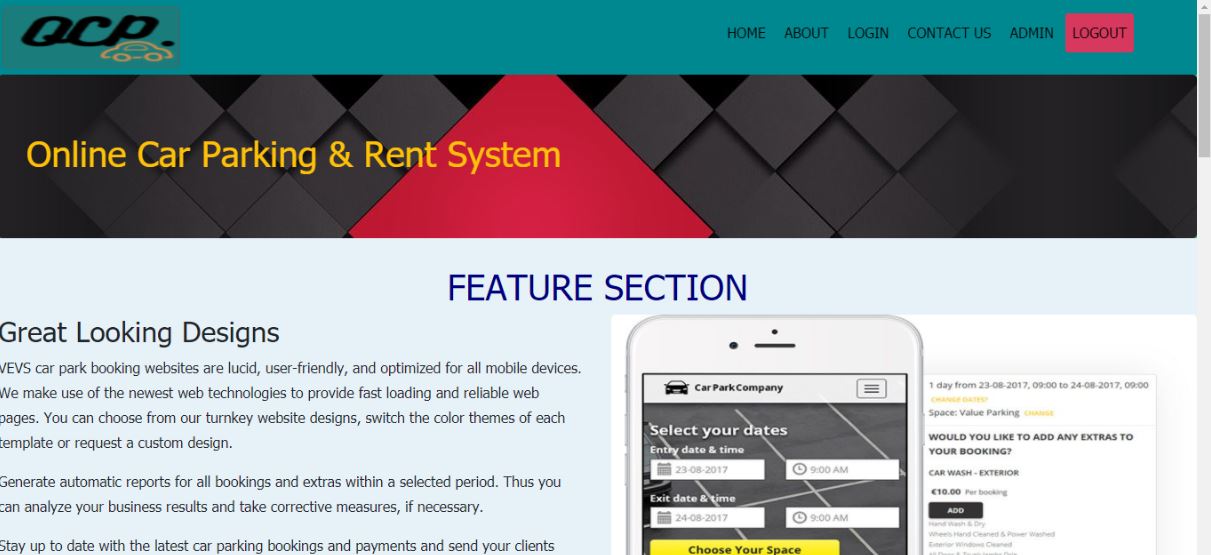 QCP.
HOME ABOUT LOGIN CONTACT US ADMIN LOGOUT
Online Car Parking & Rent System
FEATURE SECTION
Great Looking Designs
VEVS car park booking websites are lucid, user-friendly, and optimized for all mobile devices.
We make use of the newest web technologies to provide fast loading and reliable web
pages. You can choose from our turnkey website designs, switch the color themes of each
template or request a custom design.
Generate automatic reports for all bookings and extras within a selected period. Thus you
can analyze your business results and take corrective measures, if necessary.
Stay up to date with the latest car parking bookings and payments and send your clients
Car Park Company
Select your dates
Entry date & time
23-08-2017 9:00 AM
Exit date & time
24-08-2017 9:00 AM
Choose Your Space
1 day from 23-08-2017, 09:00 to 24-08-2017, 09:00
CHANGE DATES?
Space: Value Parking CHANGE
WOULD YOU LIKE TO ADD ANY EXTRAS TO
YOUR BOOKING?
CAR WASH - EXTERIOR
€10.00 Per booking
ADD
Hand Wash & Dry
Wheels Hand Cleaned & Power Washed
Exterior Windows Cleaned